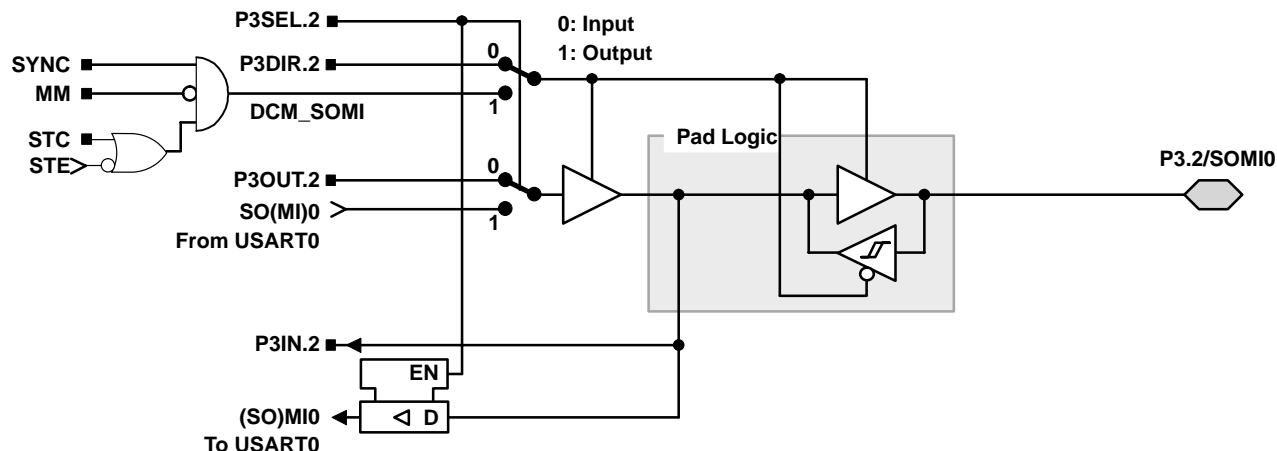 P3SEL.2
0: Input
1: Output
SYNC
P3DIR.2
0
MM
1
DCM_SOMI
STC
STE
Pad Logic
P3.2/SOMI0
P3OUT.2
0
SO(MI)0
1
From USART0
P3IN.2
EN
(SO)MI0
D
To USART0